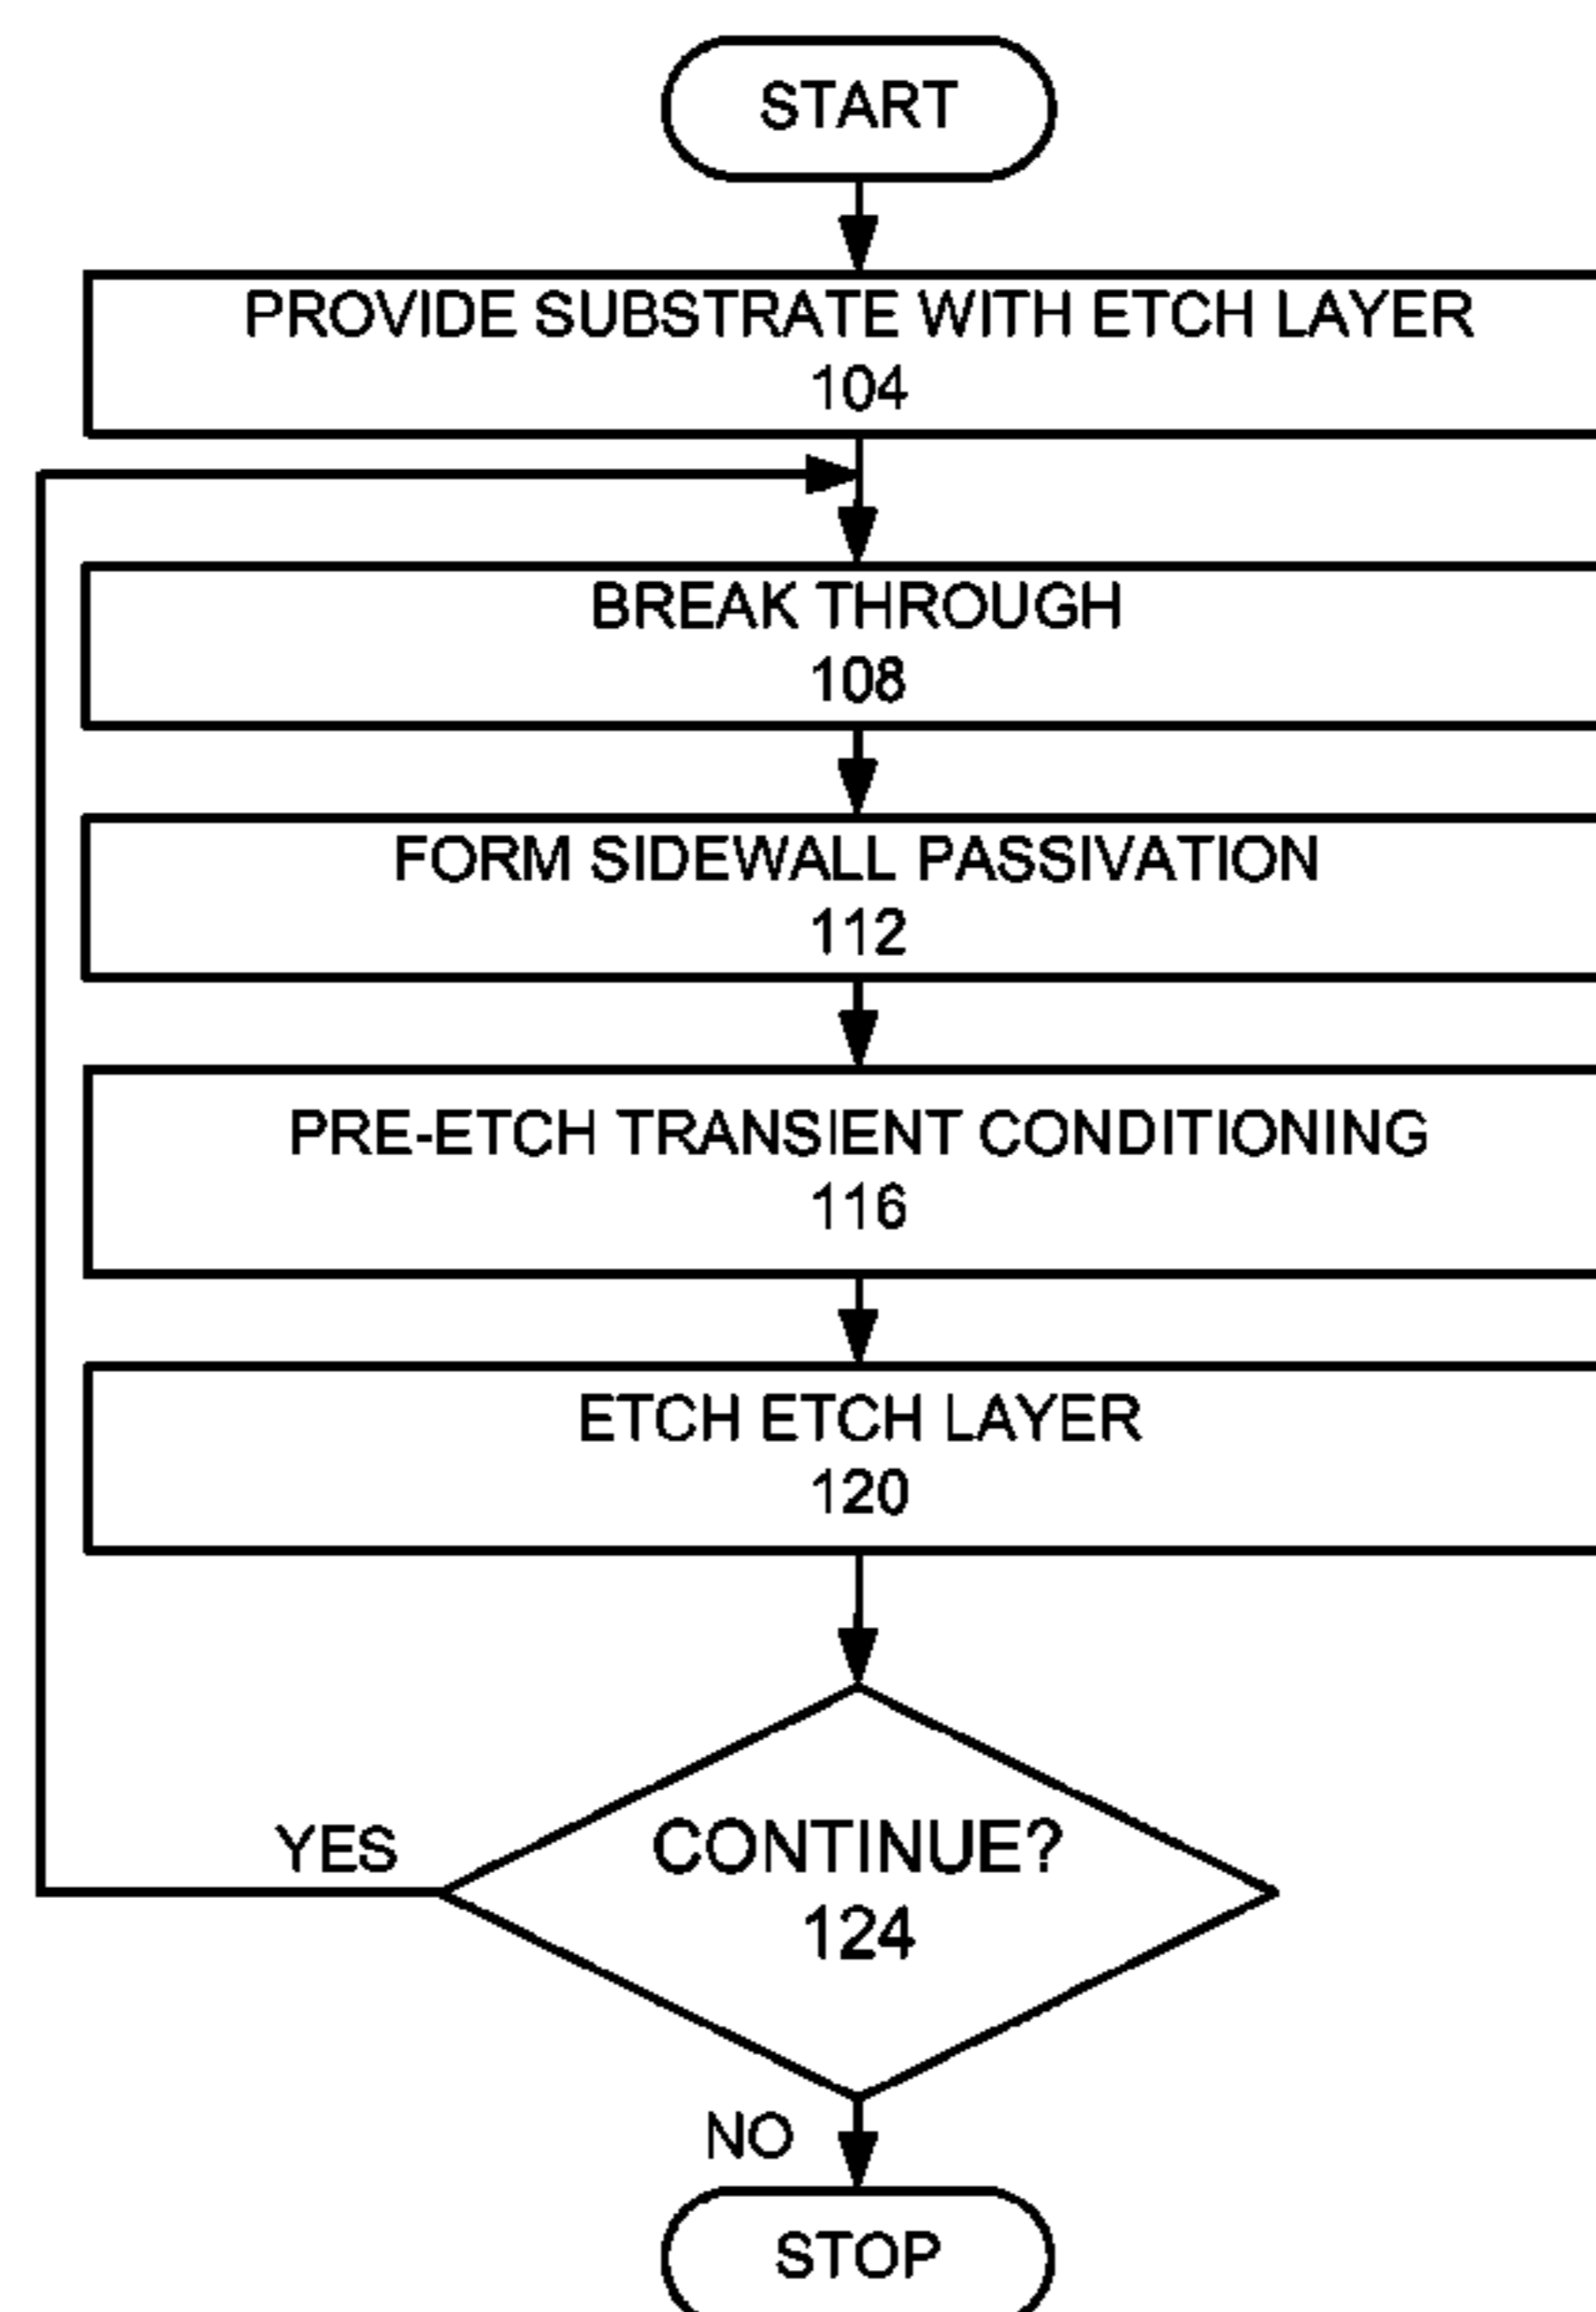 START
PROVIDE SUBSTRATE WITH ETCH LAYER
104
BREAK THROUGH
108
FORM SIDEWALL PASSIVATION
112
PRE-ETCH TRANSIENT CONDITIONING
116
ETCH ETCH LAYER
120
CONTINUE?
124
YES
NO
STOP